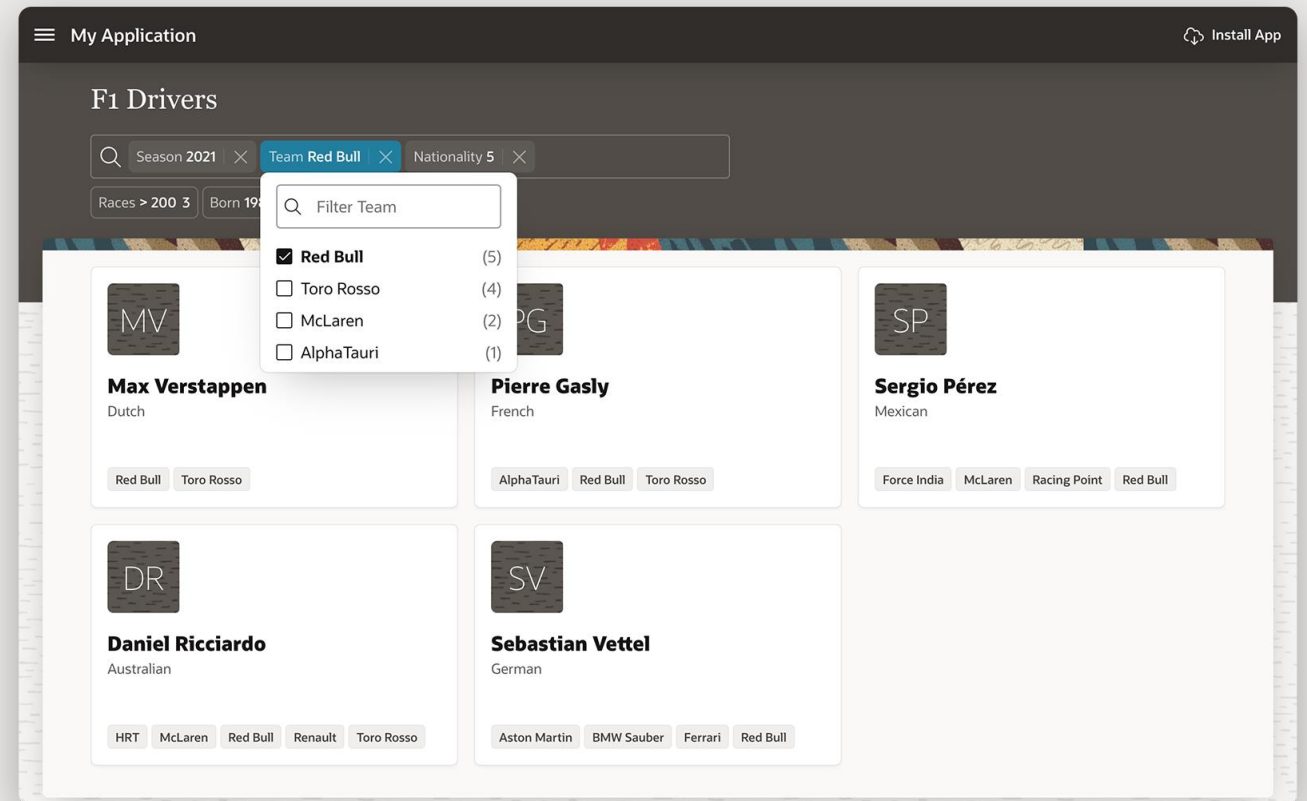 My Application
Install App
F1 Drivers
Season 2021
Team Red Bull
Nationality 5
Races > 200 3
Born
Filter Team
Red Bull (5)
Toro Rosso (4)
McLaren (2)
AlphaTauri (1)
MV
Max Verstappen
Dutch
Red Bull Toro Rosso
PG
Pierre Gasly
French
AlphaTauri Red Bull Toro Rosso
SP
Sergio Pérez
Mexican
Force India McLaren Racing Point Red Bull
DR
Daniel Ricciardo
Australian
HRT McLaren Red Bull Renault Toro Rosso
SV
Sebastian Vettel
German
Aston Martin BMW Sauber Ferrari Red Bull